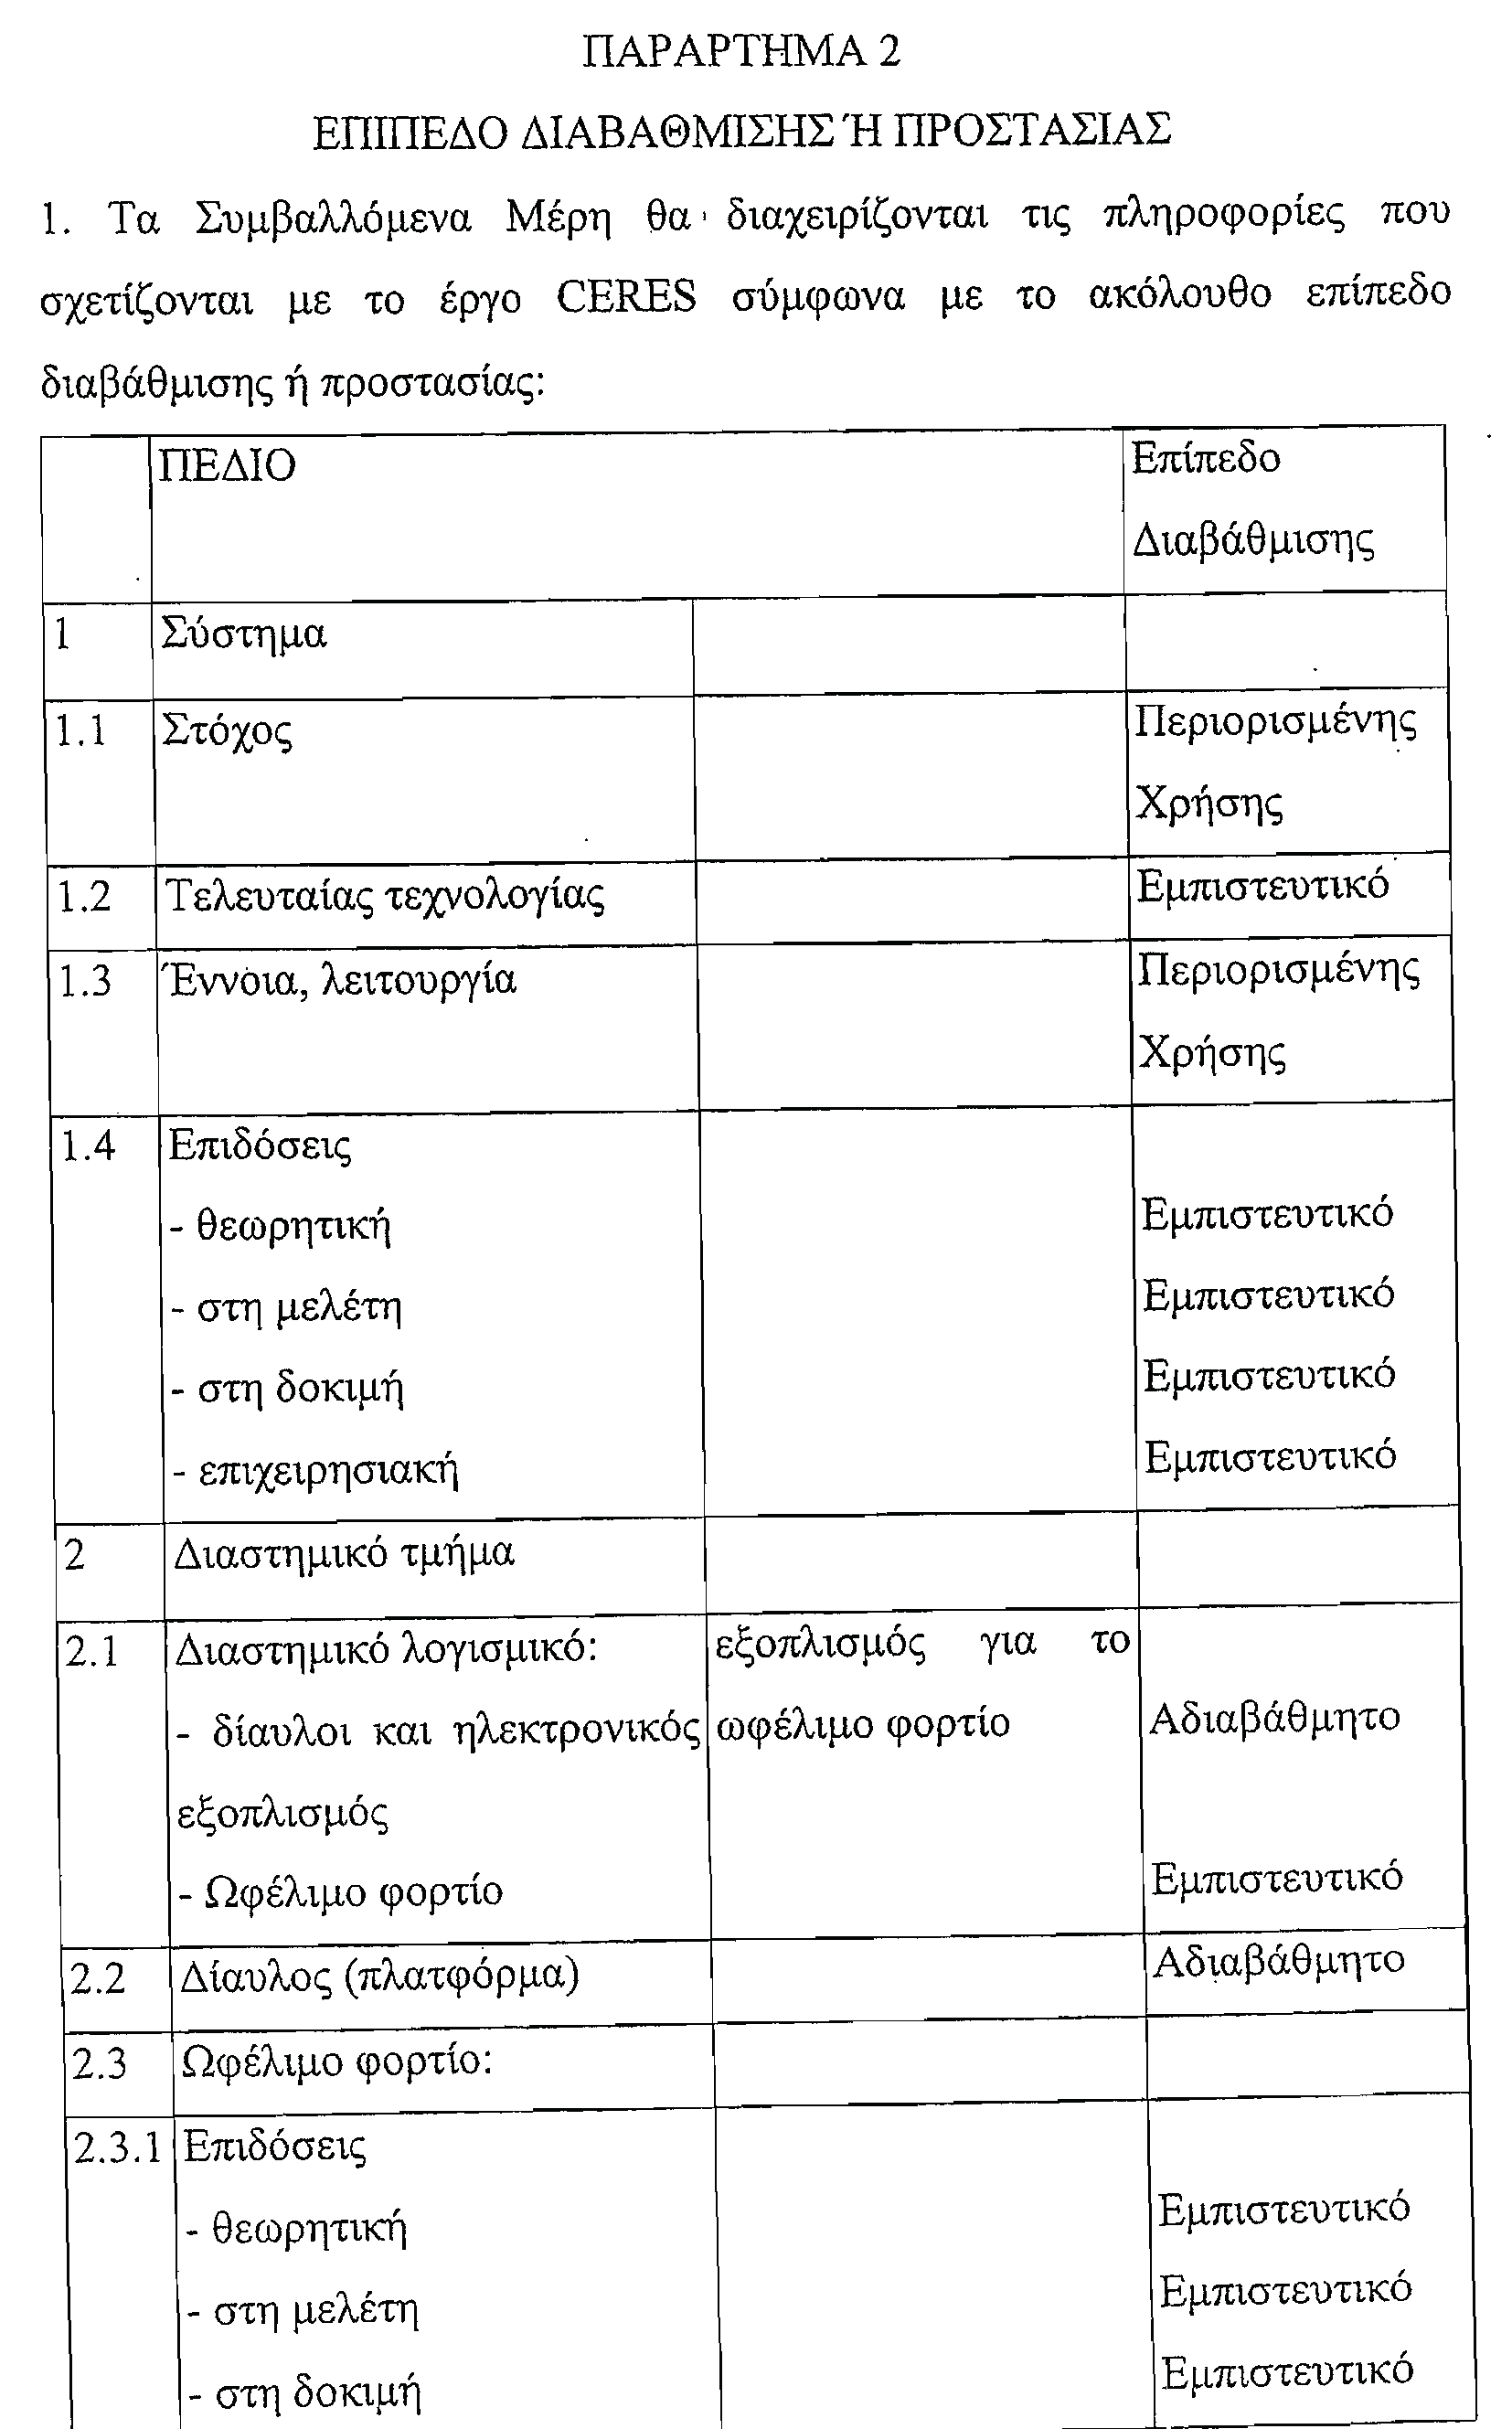 ΠΑΡΑΡΤΗΜΑ 2
ΕΠΙΠΕΔΟ ΔΙΑΒΑΘΜΙΣΗΣ Ή ΠΡΟΣΤΑΣΙΑΣ
1. Τα Συμβαλλόμενα Μέρη θα διαχειρίζονται τις πληροφορίες που
σχετίζονται με το έργο CERES σύμφωνα με το ακόλουθο επίπεδο
διαβάθμισης ή προστασίας:
ΠΕΔΙΟ Επίπεδο
Διαβάθμισης
1 Σύστημα
1.1 Στόχος Περιορισμένης
Χρήσης
1.2 Τελευταίας τεχνολογίας Εμπιστευτικό
1.3 Έννοια, λειτουργία Περιορισμένης
Χρήσης
1.4 Επιδόσεις
- θεωρητική Εμπιστευτικό
- στη μελέτη Εμπιστευτικό
- στη δοκιμή Εμπιστευτικό
- επιχειρησιακή Εμπιστευτικό
2 Διαστημικό τμήμα
2.1 Διαστημικό λογισμικό: εξοπλισμός για το
- δίαυλοι και ηλεκτρονικός ωφέλιμο φορτίο Αδιαβάθμητο
εξοπλισμός
- Ωφέλιμο φορτίο Εμπιστευτικό
2.2 Δίαυλος (πλατφόρμα) Αδιαβάθμητο
2.3 Ωφέλιμο φορτίο:
2.3.1 Επιδόσεις
- θεωρητική Εμπιστευτικό
- στη μελέτη Εμπιστευτικό
- στη δοκιμή Εμπιστευτικό